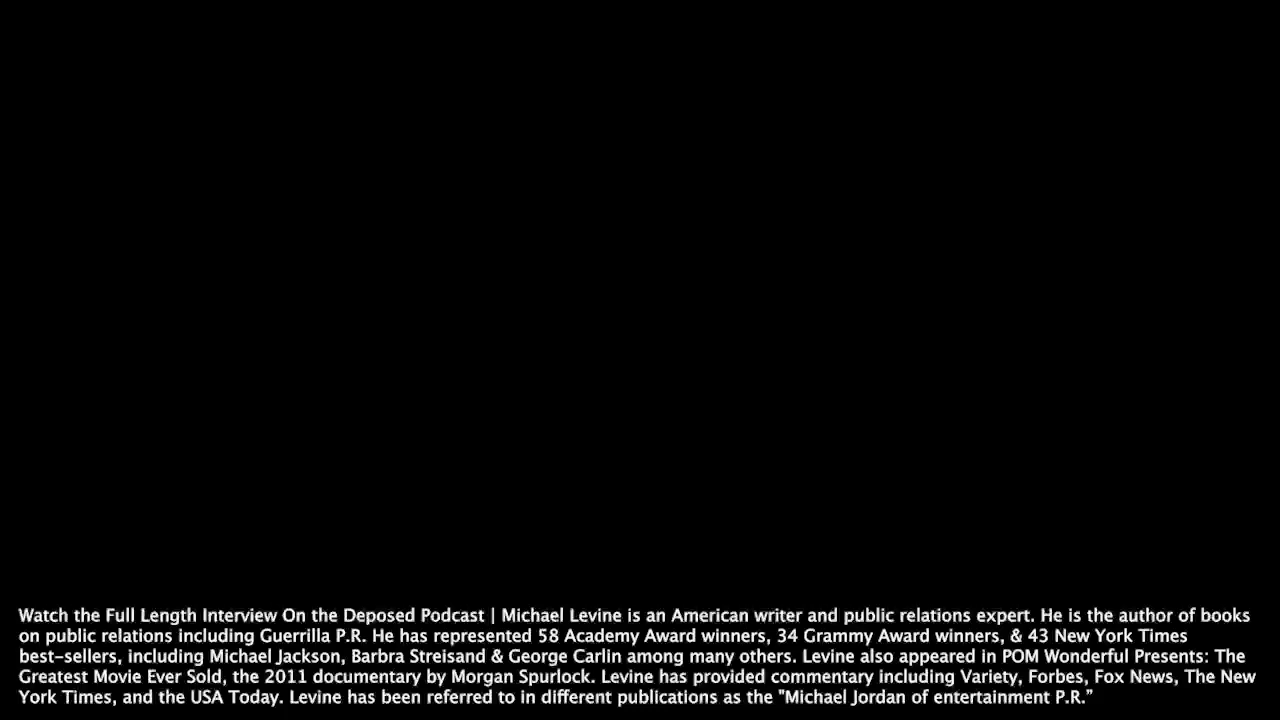 Watch the Full Length Interview On the Deposed Podcast | Michael Levine is an American writer and public relations expert. He is the author of books
on public relations including Guerrilla P.R. He has represented 58 Academy Award winners, 34 Grammy Award winners, & 43 New York Times
best-sellers, including Michael Jackson, Barbra Streisand & George Carlin among many others. Levine also appeared in POM Wonderful Presents: The
Greatest Movie Ever Sold, the 2011 documentary by Morgan Spurlock. Levine has provided commentary including Variety, Forbes, Fox News, The New
York Times, and the USA Today. Levine has been referred to in different publications as the "Michael Jordan of entertainment P.R.”